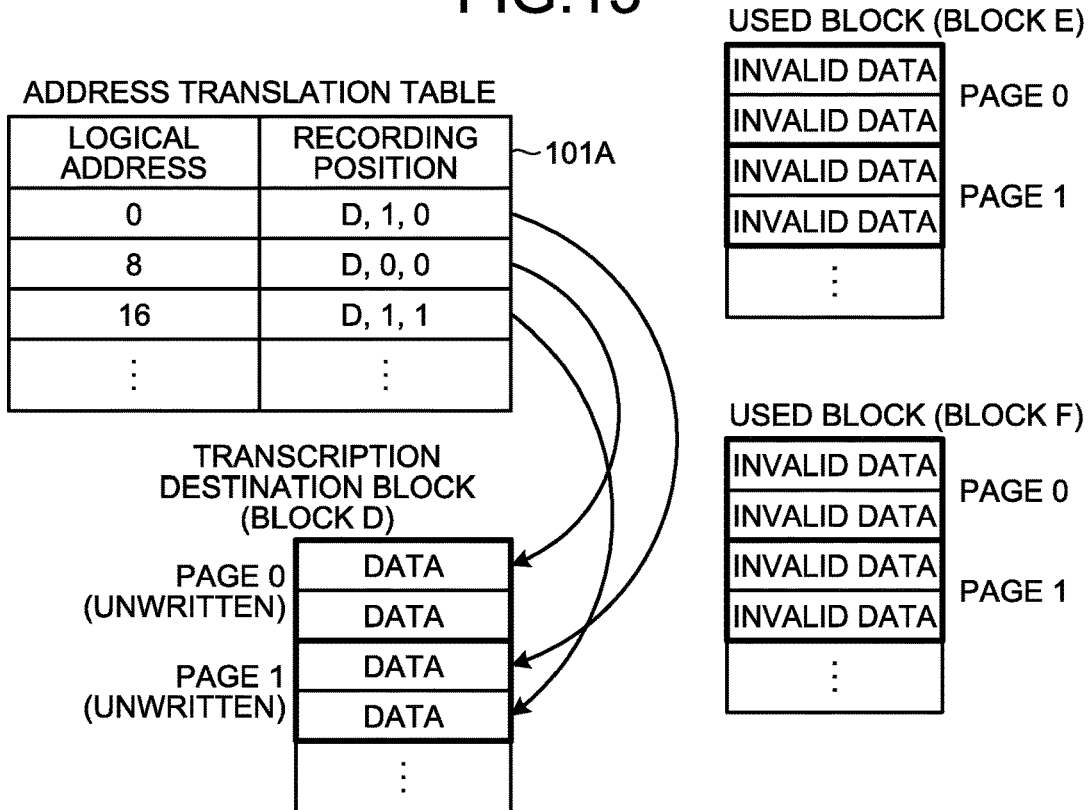 FIG.15
USED BLOCK (BLOCK E)
INVALID DATA
INVALID DATA
PAGE 0
INVALID DATA
INVALID DATA
PAGE 1
⋮
ADDRESS TRANSLATION TABLE
LOGICAL ADDRESS
RECORDING POSITION
101A
0 D, 1, 0
8 D, 0, 0
16 D, 1, 1
⋮ ⋮
USED BLOCK (BLOCK F)
INVALID DATA
INVALID DATA
PAGE 0
INVALID DATA
INVALID DATA
PAGE 1
⋮
TRANSCRIPTION
DESTINATION BLOCK
(BLOCK D)
PAGE 0
(UNWRITTEN)
DATA
DATA
PAGE 1
(UNWRITTEN)
DATA
DATA
⋮